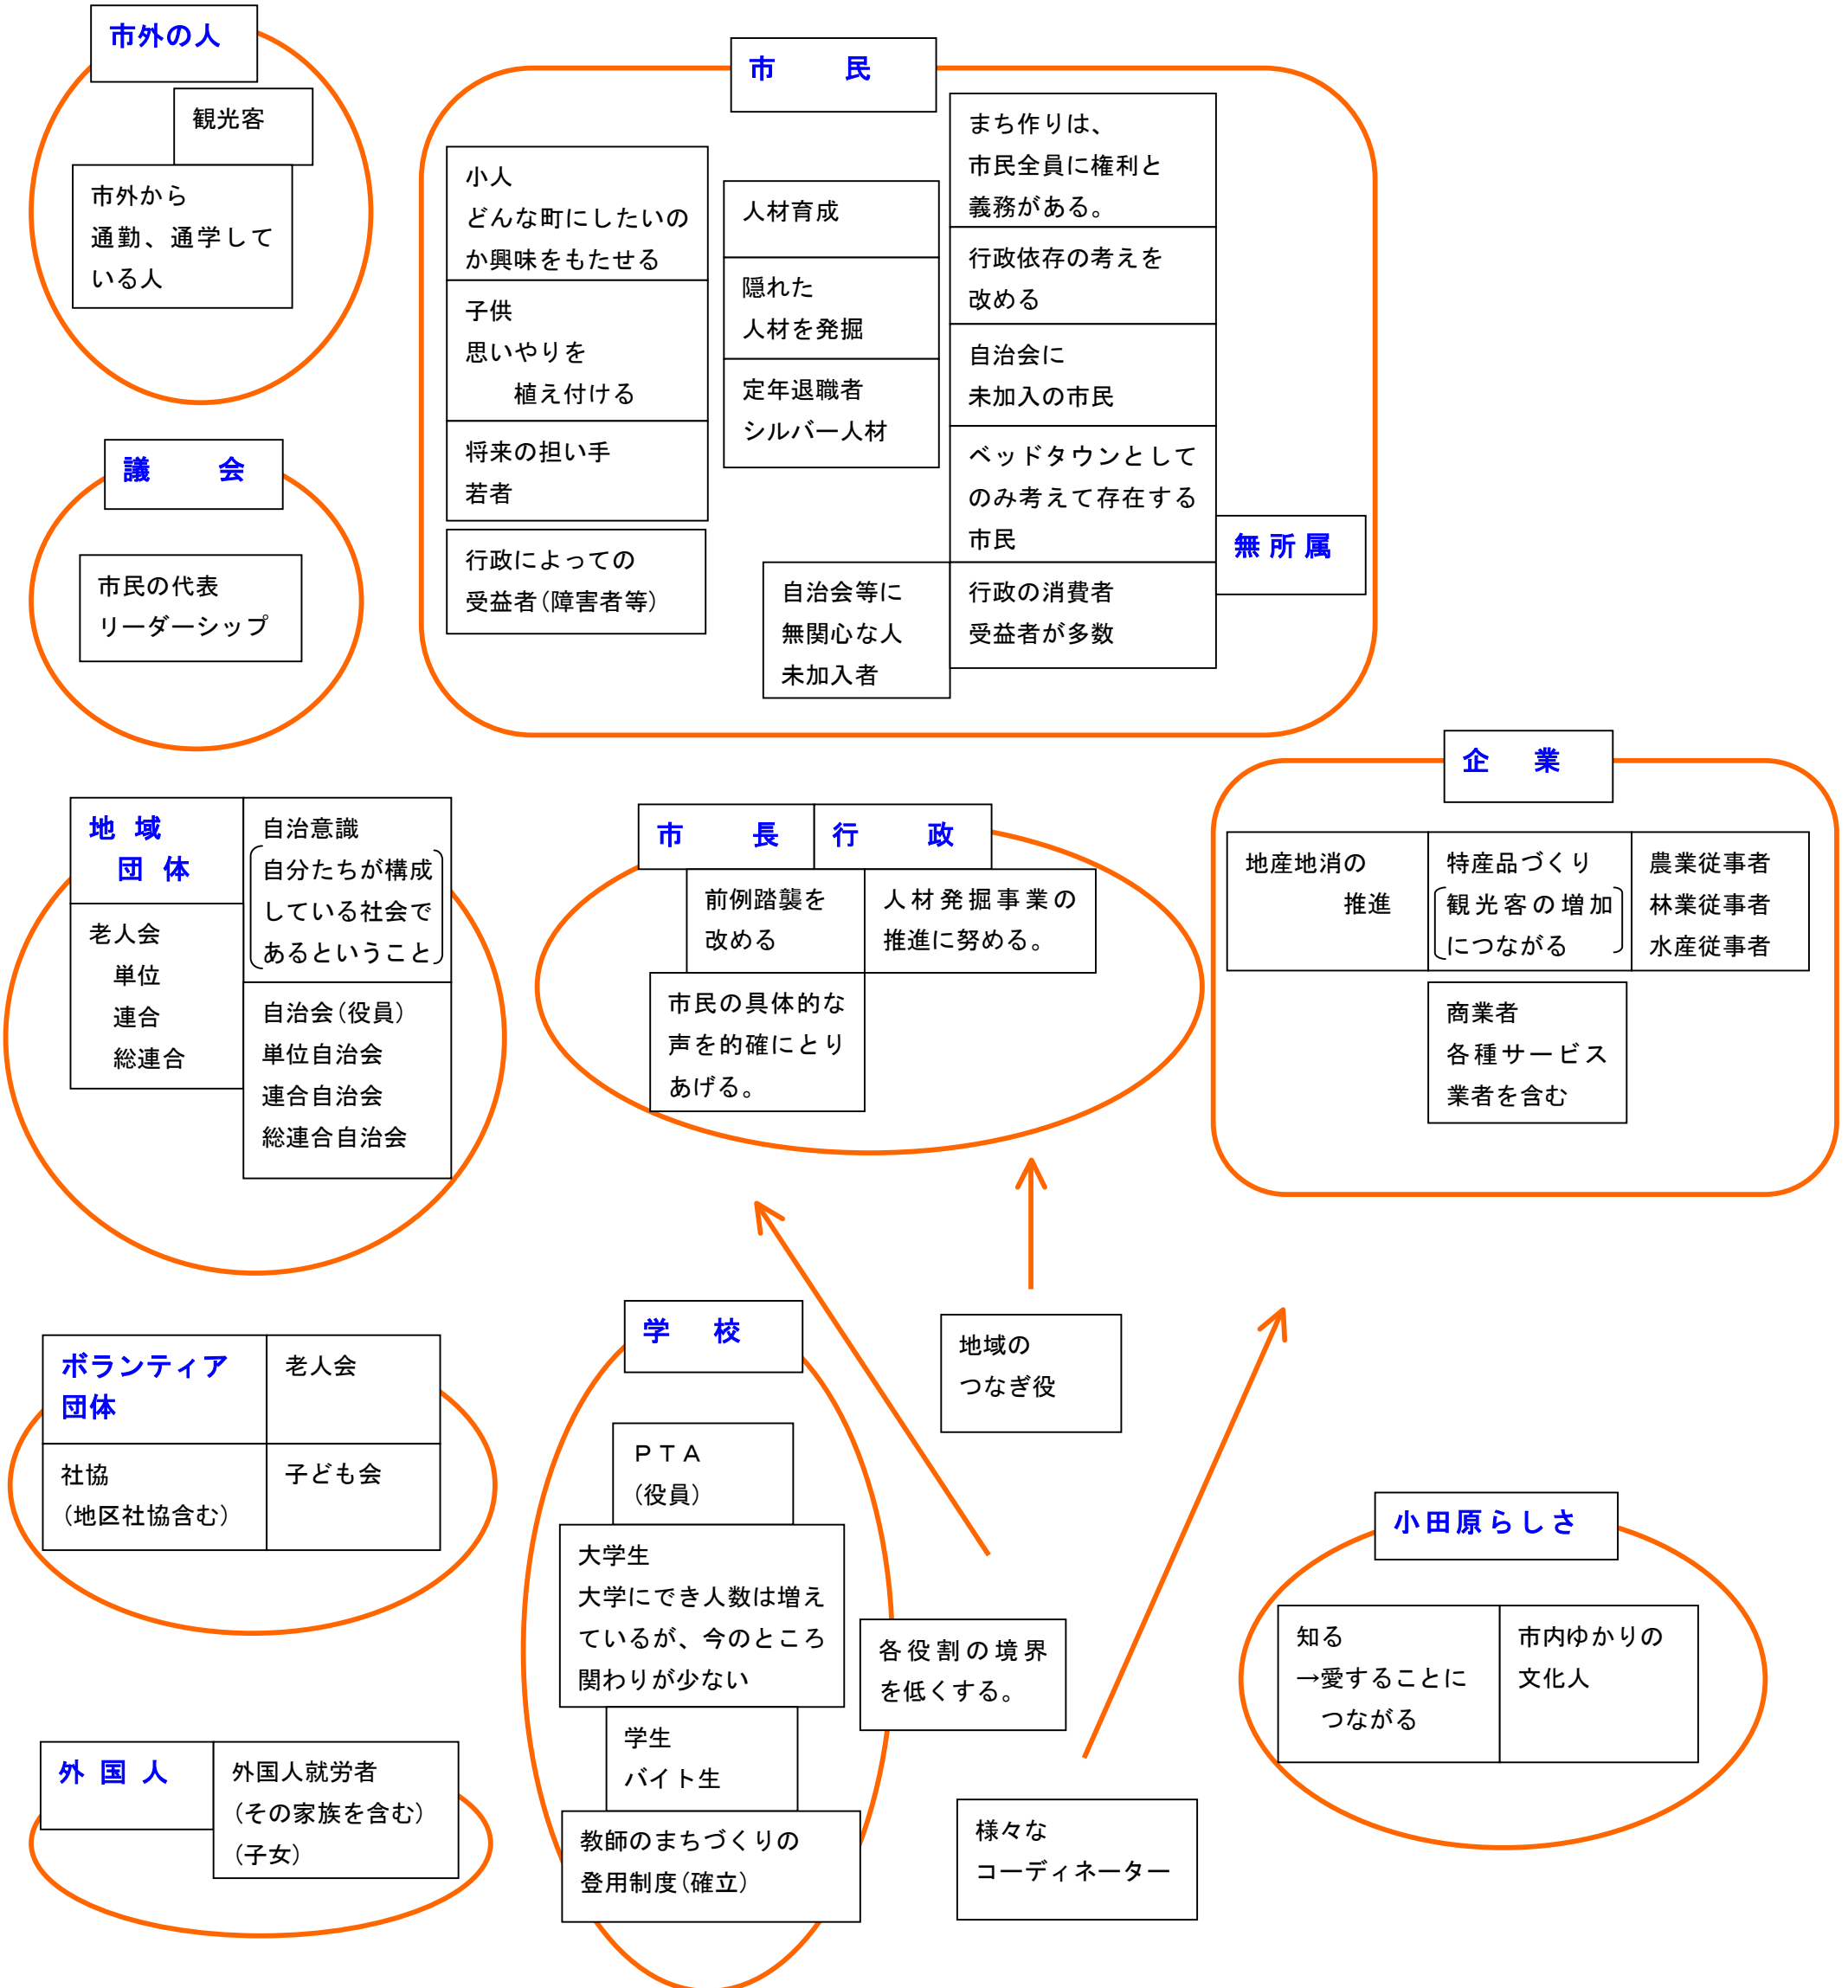 市外の人
観光客
市外から
通勤、通学して
いる人
市　　民
小人
どんな町にしたいの
か興味をもたせる
子供
思いやりを
植え付ける
将来の担い手
若者
行政によっての
受益者（障害者等）
人材育成
隠れた
人材を発掘
定年退職者
シルバー人材
まち作りは、
市民全員に権利と
義務がある。
行政依存の考えを
改める
自治会に
未加入の市民
ベッドタウンとして
のみ考えて存在する
市民
無所属
自治会等に
無関心な人
未加入者
行政の消費者
受益者が多数
議　　会
市民の代表
リーダーシップ
地 域
団 体
自治意識
自分たちが構成
している社会で
あるということ
老人会
単位
連合
総連合
自治会（役員）
単位自治会
連合自治会
総連合自治会
市　　長
行　　政
前例踏襲を
改める
人材発掘事業の
推進に努める。
市民の具体的な
声を的確にとり
あげる。
企　業
地産地消の
推進
特産品づくり
観光客の増加
につながる
農業従事者
林業従事者
水産従事者
商業者
各種サービス
業者を含む
ボランティア
団体
老人会
社協
（地区社協含む）
子ども会
学　校
ＰＴＡ
（役員）
大学生
大学にでき人数は増え
ているが、今のところ
関わりが少ない
学生
バイト生
教師のまちづくりの
登用制度（確立）
地域の
つなぎ役
各役割の境界
を低くする。
様々な
コーディネーター
小田原らしさ
知る
→愛することに
つながる
市内ゆかりの
文化人
外 国 人
外国人就労者
（その家族を含む）
（子女）